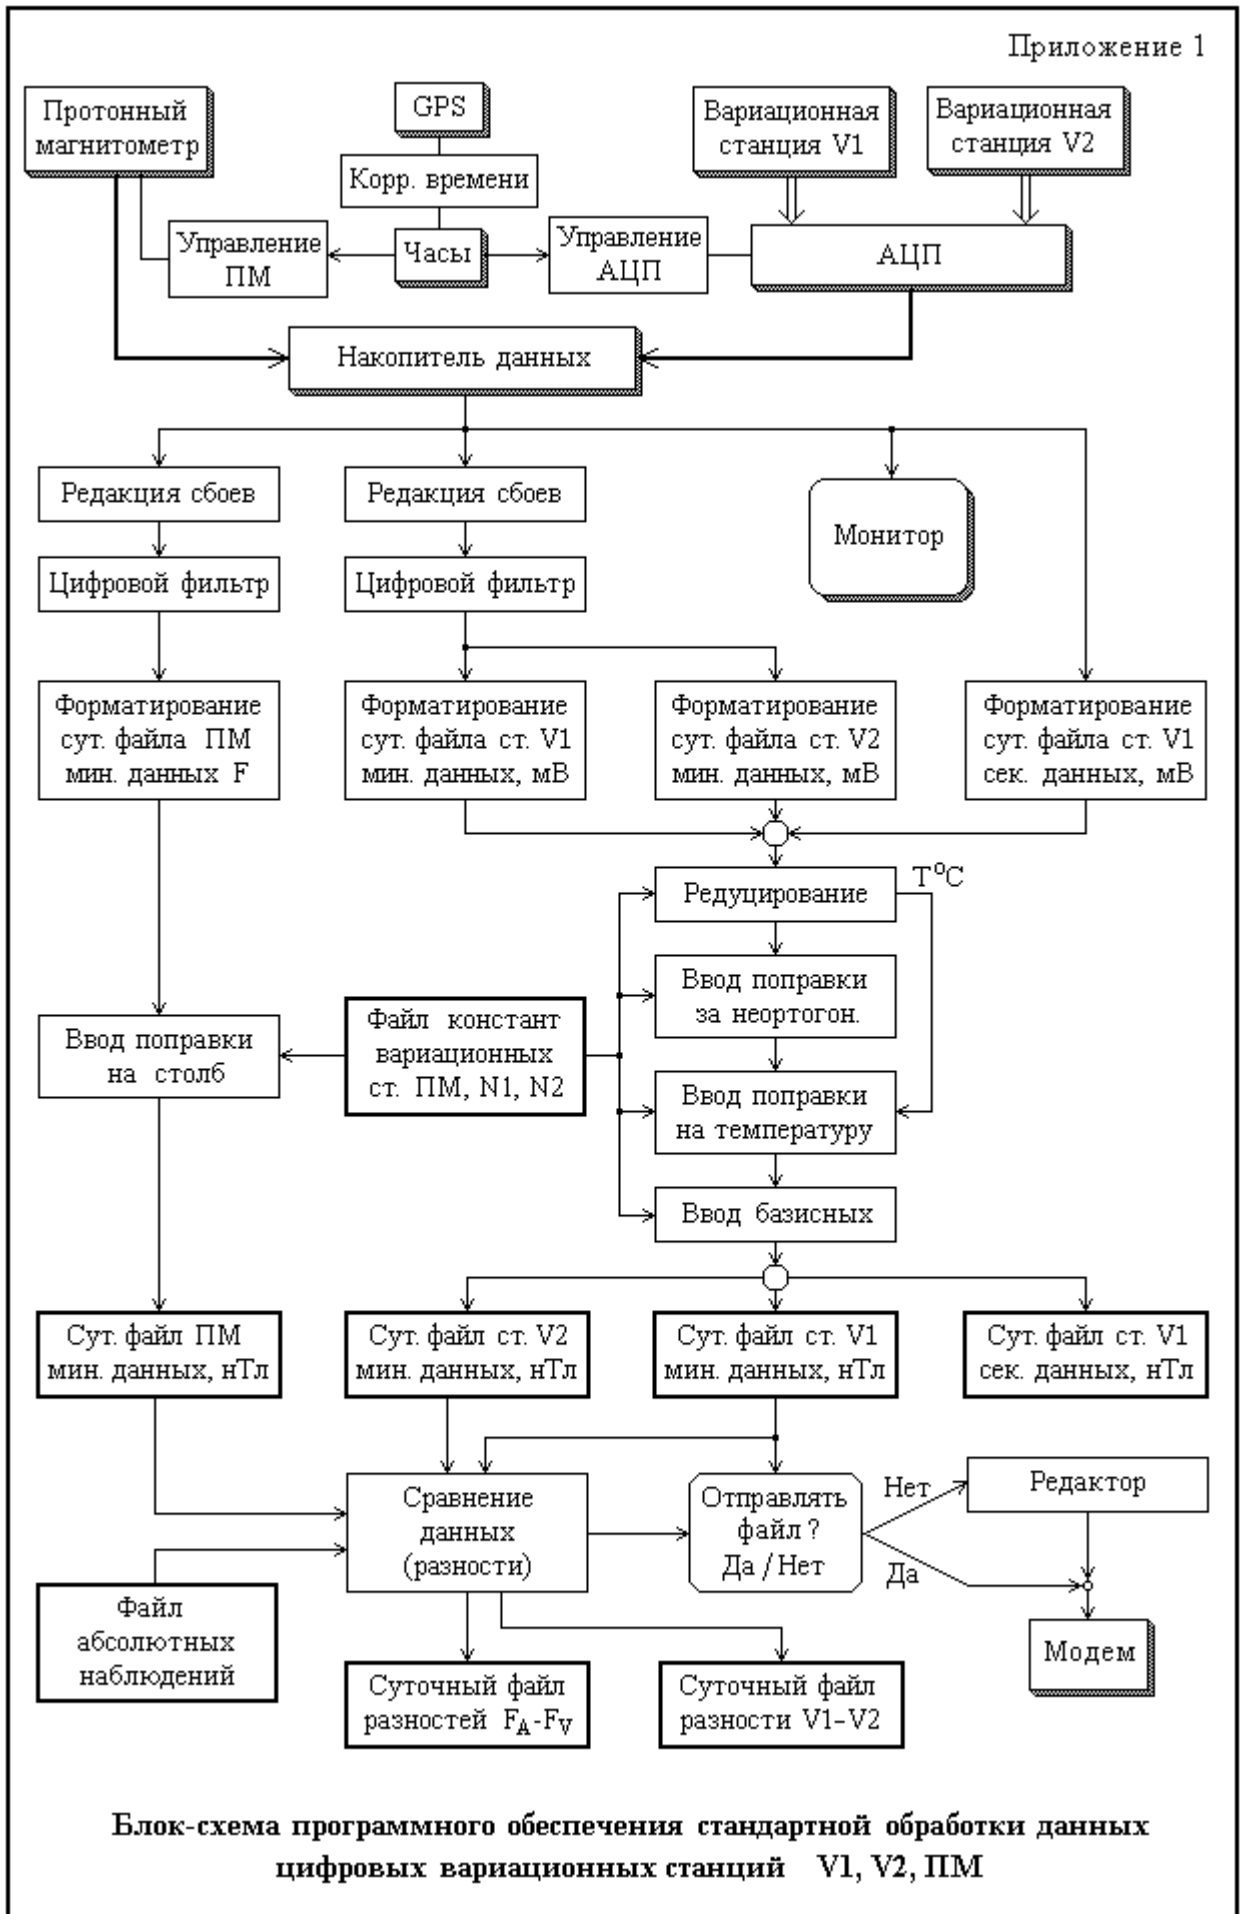 Приложение 1
Протонный
магнитометр
GPS
Вариационная
станция V1
Вариационная
станция V2
Корр. времени
Управление
ПМ
Часы
Управление
АЦП
АЦП
Накопитель данных
Редакция сбоев
Редакция сбоев
Монитор
Цифровой фильтр
Цифровой фильтр
Форматирование
сут. файла ПМ
мин. данных F
Форматирование
сут. файла ст. V1
мин. данных, мВ
Форматирование
сут. файла ст. V2
мин. данных, мВ
Форматирование
сут. файла ст. V1
сек. данных, мВ
Редуцирование
T°C
Ввод поправки
за неортогон.
Ввод поправки
на столб
Файл констант
вариационных
ст. ПМ, N1, N2
Ввод поправки
на температуру
Ввод базисных
Сут. файл ПМ
мин. данных, нТл
Сут. файл ст. V2
мин. данных, нТл
Сут. файл ст. V1
мин. данных, нТл
Сут. файл ст. V1
сек. данных, нТл
Сравнение
данных
(разности)
Отправлять
файл ?
Да / Нет
Нет
Да
Редактор
Файл
абсолютных
наблюдений
Модем
Суточный файл
разностей FA-FV
Суточный файл
разности V1-V2
Блок-схема программного обеспечения стандартной обработки данных
цифровых вариационных станций V1, V2, ПМ